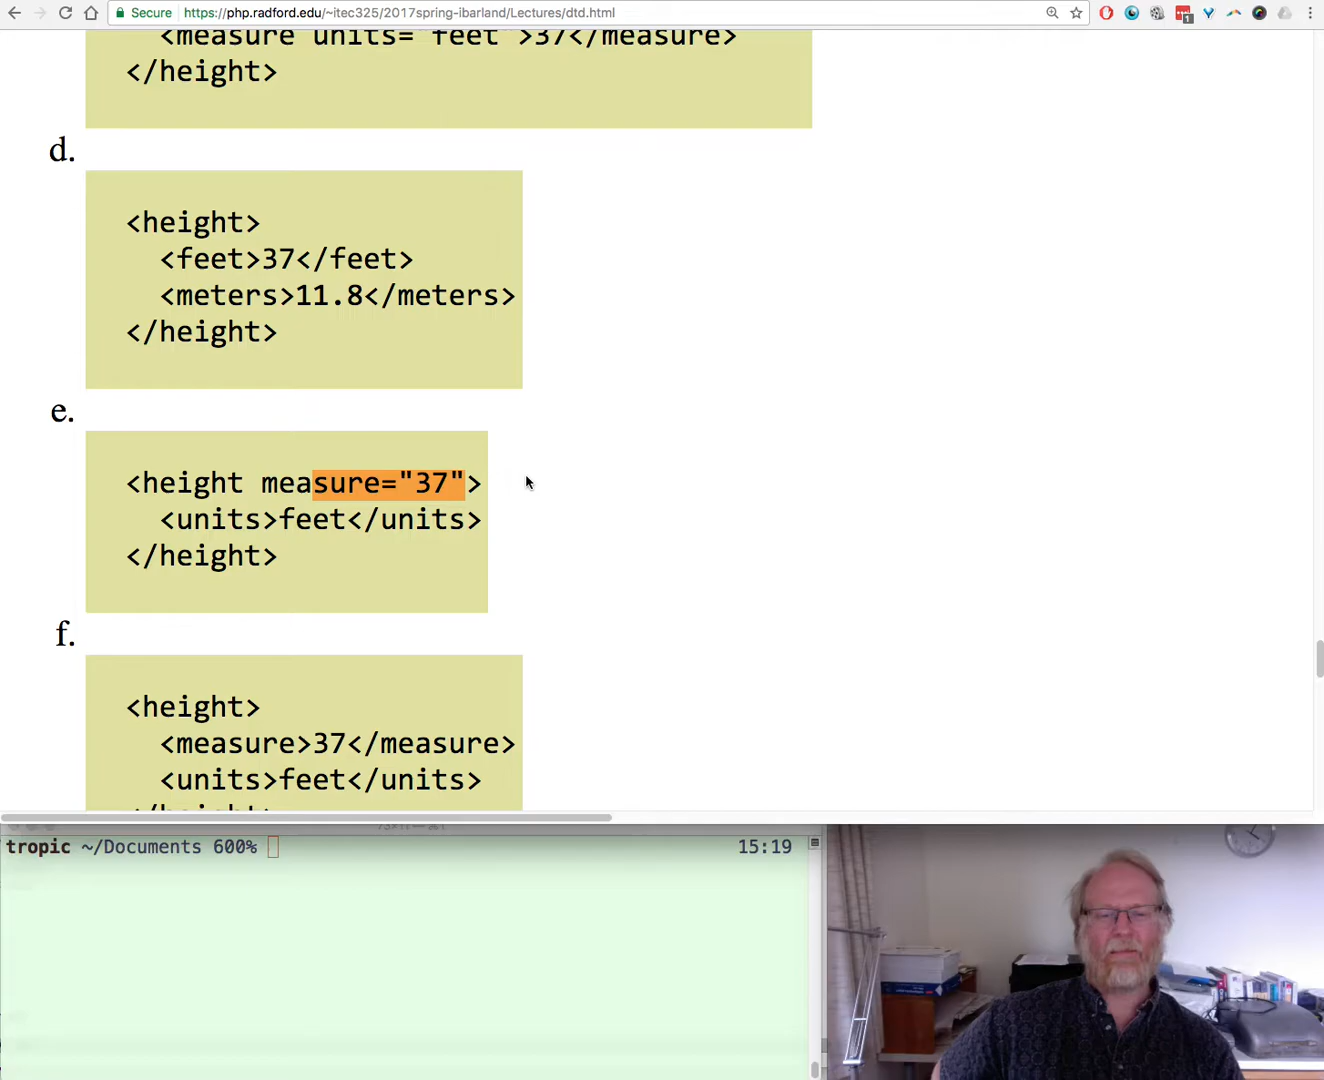 Secure https://php.radford.edu/~itec325/2017spring-ibarland/Lectures/dtd.html
<measure units="feet">37</measure>
</height>
d.
<height>
<feet>37</feet>
<meters>11.8</meters>
</height>
e.
<height measure="37">
<units>feet</units>
</height>
f.
<height>
<measure>37</measure>
<units>feet</units>
</height>
tropic ~/Documents 600% 15:19